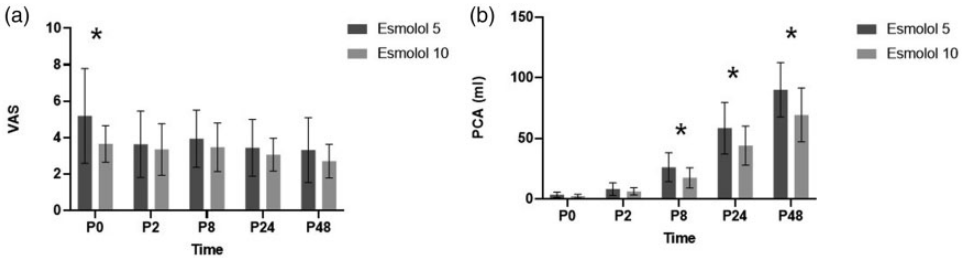 (a)
10
8
6
4
2
0
VAS
*
Esmolol 5
Esmolol 10
P0 P2 P8 P24 P48
Time
(b)
150
100
50
0
PCA (ml)
*
*
*
Esmolol 5
Esmolol 10
P0 P2 P8 P24 P48
Time